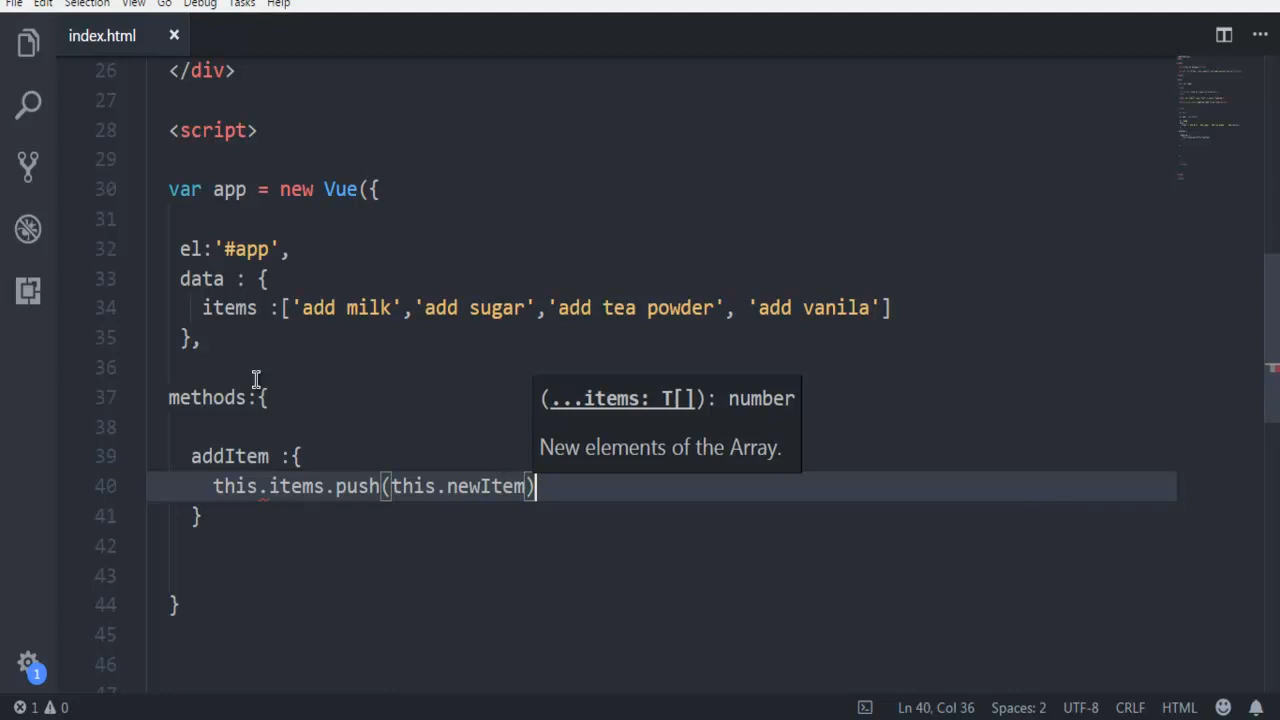 File Edit Selection View Go Debug Tasks Help
index.html
26 </div>
27
28 <script>
29
30 var app = new Vue({
31
32 el:'#app',
33 data : {
34 items :['add milk','add sugar','add tea powder', 'add vanila']
35 },
36
37 methods:{
(...items: T[]): number
38
New elements of the Array.
39 addItem :{
40 this.items.push(this.newItem)
41 }
42
43
44 }
45
46
1
1 0
Ln 40, Col 36 Spaces: 2 UTF-8 CRLF HTML